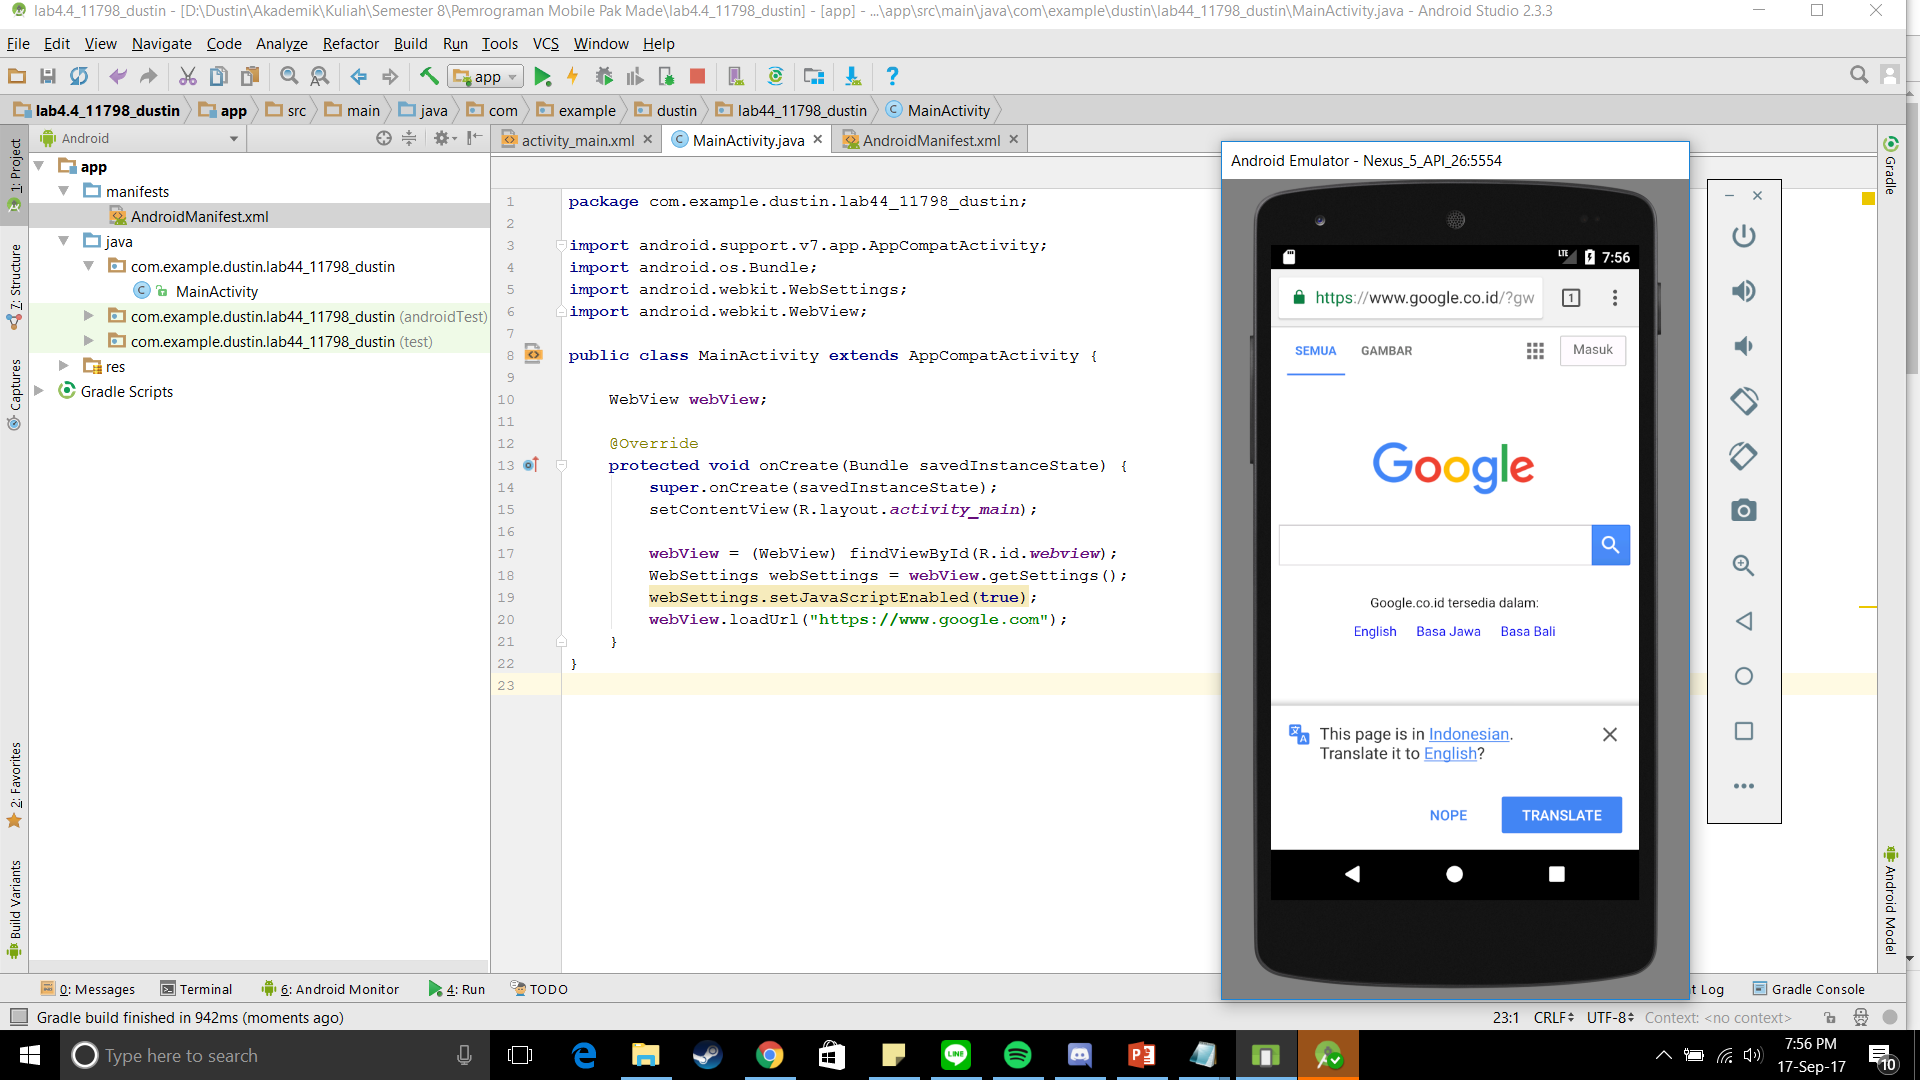 lab4.4_11798_dustin - [D:\Dustin\Akademik\Kuliah\Semester 8\Pemrograman Mobile Pak Made\lab4.4_11798_dustin] - [app] - ...\app\src\main\java\com\example\dustin\lab44_11798_dustin\MainActivity.java - Android Studio 2.3.3
File Edit View Navigate Code Analyze Refactor Build Run Tools VCS Window Help
app
lab4.4_11798_dustin app src main java com example dustin lab44_11798_dustin MainActivity
Android
activity_main.xml MainActivity.java AndroidManifest.xml
1: Project
7: Structure
Captures
2: Favorites
Build Variants
app
manifests
AndroidManifest.xml
java
com.example.dustin.lab44_11798_dustin
MainActivity
com.example.dustin.lab44_11798_dustin (androidTest)
com.example.dustin.lab44_11798_dustin (test)
res
Gradle Scripts
1 package com.example.dustin.lab44_11798_dustin;
2
3 import android.support.v7.app.AppCompatActivity;
4 import android.os.Bundle;
5 import android.webkit.WebSettings;
6 import android.webkit.WebView;
7
8 public class MainActivity extends AppCompatActivity {
9
10 WebView webView;
11
12 @Override
13 protected void onCreate(Bundle savedInstanceState) {
14 super.onCreate(savedInstanceState);
15 setContentView(R.layout.activity_main);
16
17 webView = (WebView) findViewById(R.id.webview);
18 WebSettings webSettings = webView.getSettings();
19 webSettings.setJavaScriptEnabled(true);
20 webView.loadUrl("https://www.google.com");
21 }
22 }
23
Android Emulator - Nexus_5_API_26:5554
LTE 7:56
https://www.google.co.id/?gw 1
SEMUA GAMBAR Masuk
Google
Google.co.id tersedia dalam:
English Basa Jawa Basa Bali
This page is in Indonesian.
Translate it to English?
NOPE TRANSLATE
Gradle
Android Model
0: Messages Terminal 6: Android Monitor 4: Run TODO t Log Gradle Console
Gradle build finished in 942ms (moments ago) 23:1 CRLF UTF-8 Context: <no context>
Type here to search
7:56 PM
17-Sep-17
10